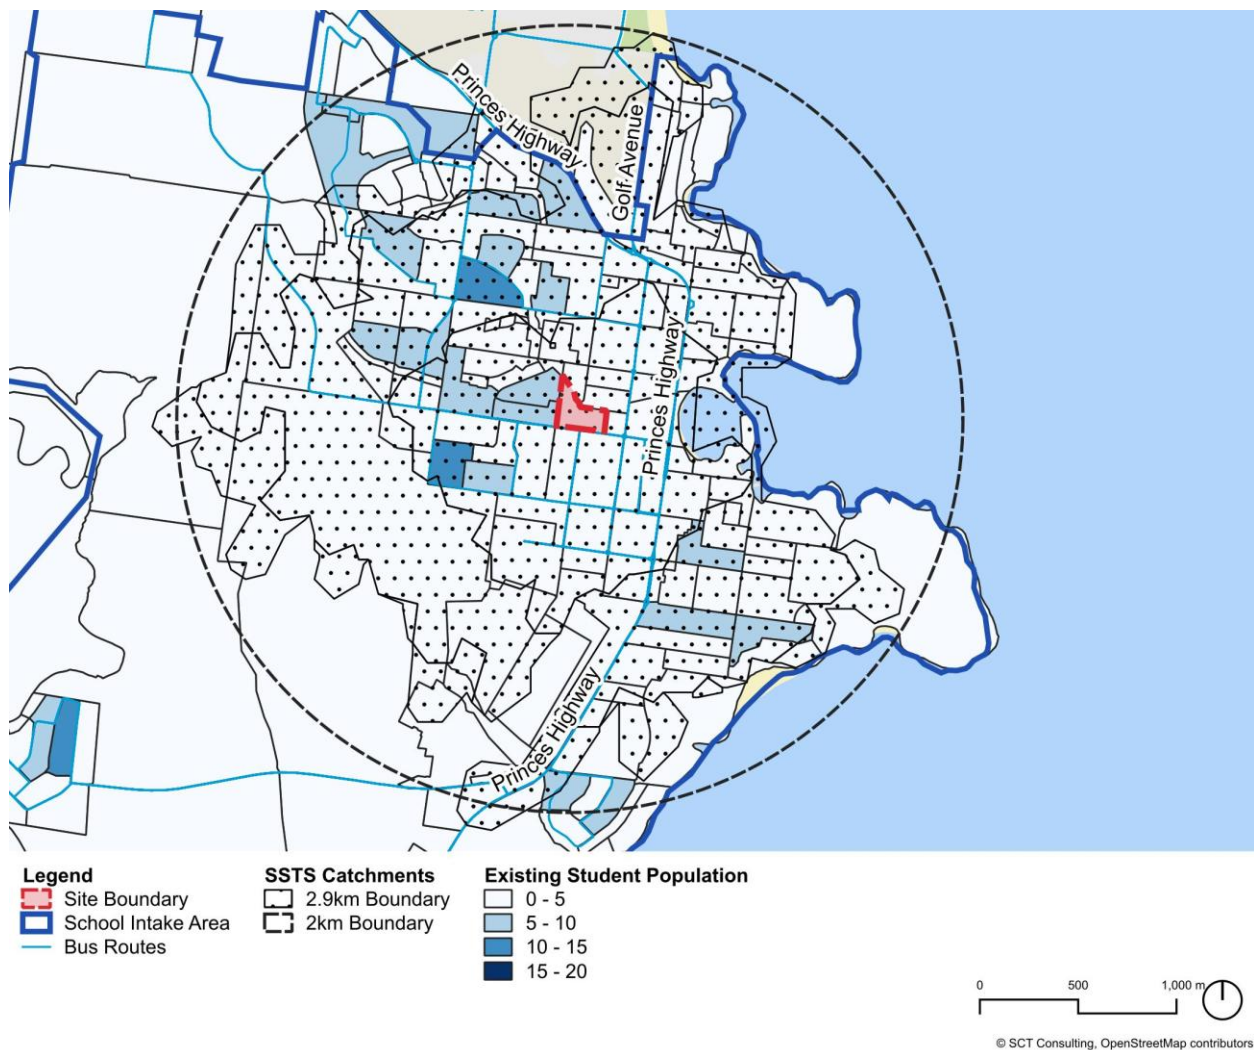 Princes Highway
Golf Avenue
Princes Highway
Princes Highway
Legend
Site Boundary
School Intake Area
Bus Routes
SSTS Catchments
2.9km Boundary
2km Boundary
Existing Student Population
0 - 5
5 - 10
10 - 15
15 - 20
0 500 1,000 m
© SCT Consulting, OpenStreetMap contributors